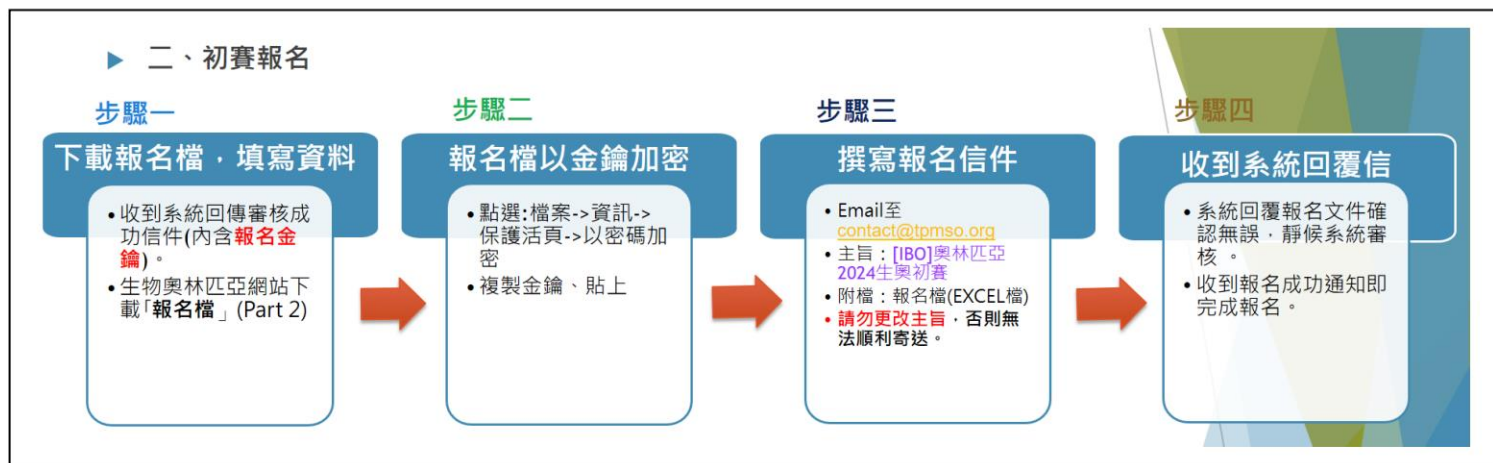 二、初賽報名
步驟一
下載報名檔，填寫資料
•收到系統回傳審核成
功信件(內含報名金
鑰)。
•生物奧林匹亞網站下
載「報名檔」(Part 2)
步驟二
報名檔以金鑰加密
•點選:檔案->資訊->
保護活頁->以密碼加
密
•複製金鑰、貼上
步驟三
撰寫報名信件
•Email至
contact@tpmso.org
•主旨：[IBO]奧林匹亞
2024生奧初賽
•附檔：報名檔(EXCEL檔)
•請勿更改主旨，否則無
法順利寄送。
步驟四
收到系統回覆信
•系統回覆報名文件確
認無誤，靜候系統審
核 。
•收到報名成功通知即
完成報名。